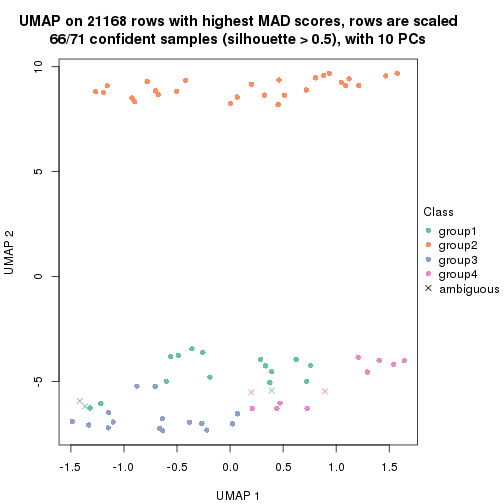 UMAP on 21168 rows with highest MAD scores, rows are scaled
66/71 confident samples (silhouette > 0.5), with 10 PCs
10
5
0
-5
UMAP 2
-1.5 -1.0 -0.5 0.0 0.5 1.0 1.5
UMAP 1
Class
group1
group2
group3
group4
ambiguous